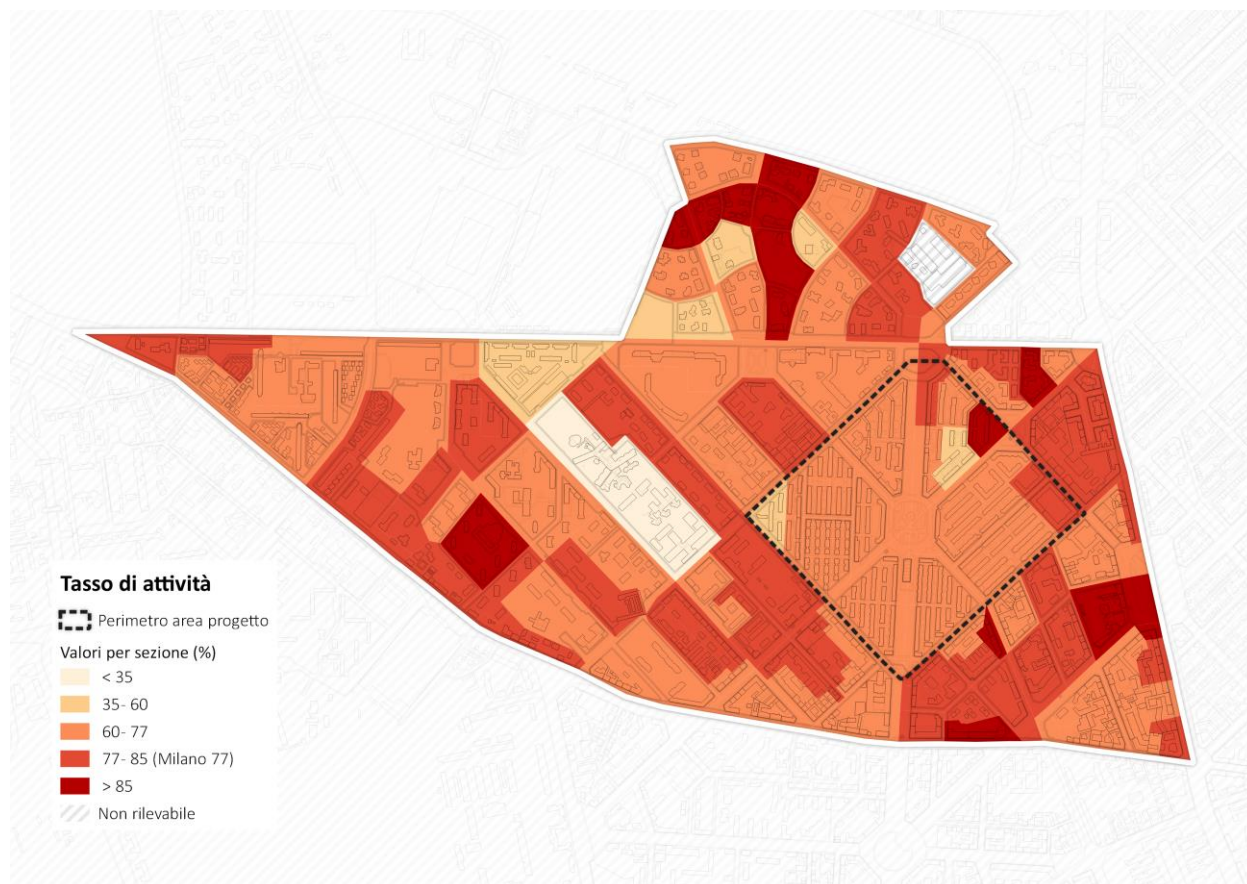 Tasso di attività
Perimetro area progetto
Valori per sezione (%)
< 35
35- 60
60- 77
77- 85 (Milano 77)
> 85
Non rilevabile